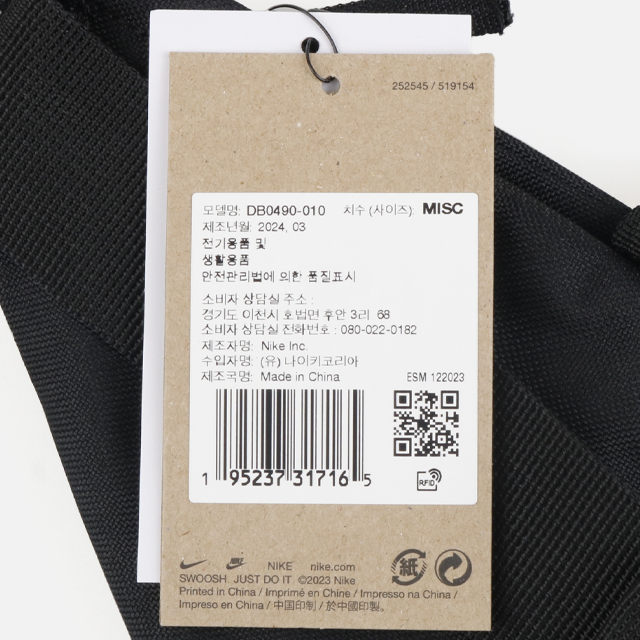 252545 / 519154
모델명: DB0490-010 치수 (사이즈): MISC
제조년월: 2024, 03
전기용품 및
생활용품
안전관리법에 의한 품질표시
소비자 상담실 주소 :
경기도 이천시 호법면 후안 3리 68
소비자 상담실 전화번호 : 080-022-0182
제조자명: Nike Inc.
수입자명: (유) 나이키코리아
제조국명: Made in China ESM 122023
1 95237 31716 5
RFID
NIKE nike.com
SWOOSH. JUST DO IT. ©2023 Nike
Printed in China / Imprimé en Chine /
Impreso en China / 中国印制 / 於中國印製。
紙